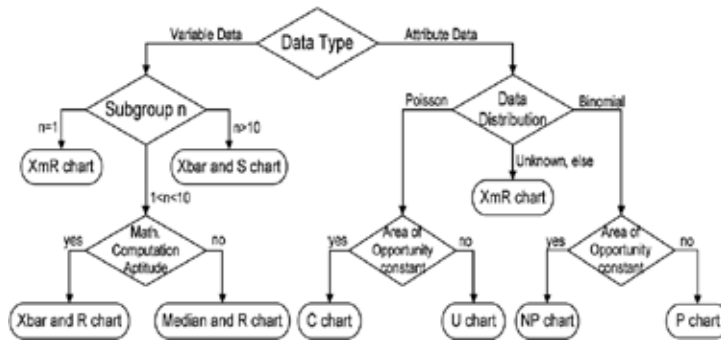 Variable Data
Data Type
Attribute Data
Subgroup n
Poisson
Data
Distribution
Binomial
n=1
n>10
XmR chart
Xbar and S chart
Unknown, else
XmR chart
1<n<10
yes
Math.
Computation
Aptitude
no
yes
Area of
Opportunity
constant
no
yes
Area of
Opportunity
constant
no
Xbar and R chart
Median and R chart
C chart
U chart
NP chart
P chart